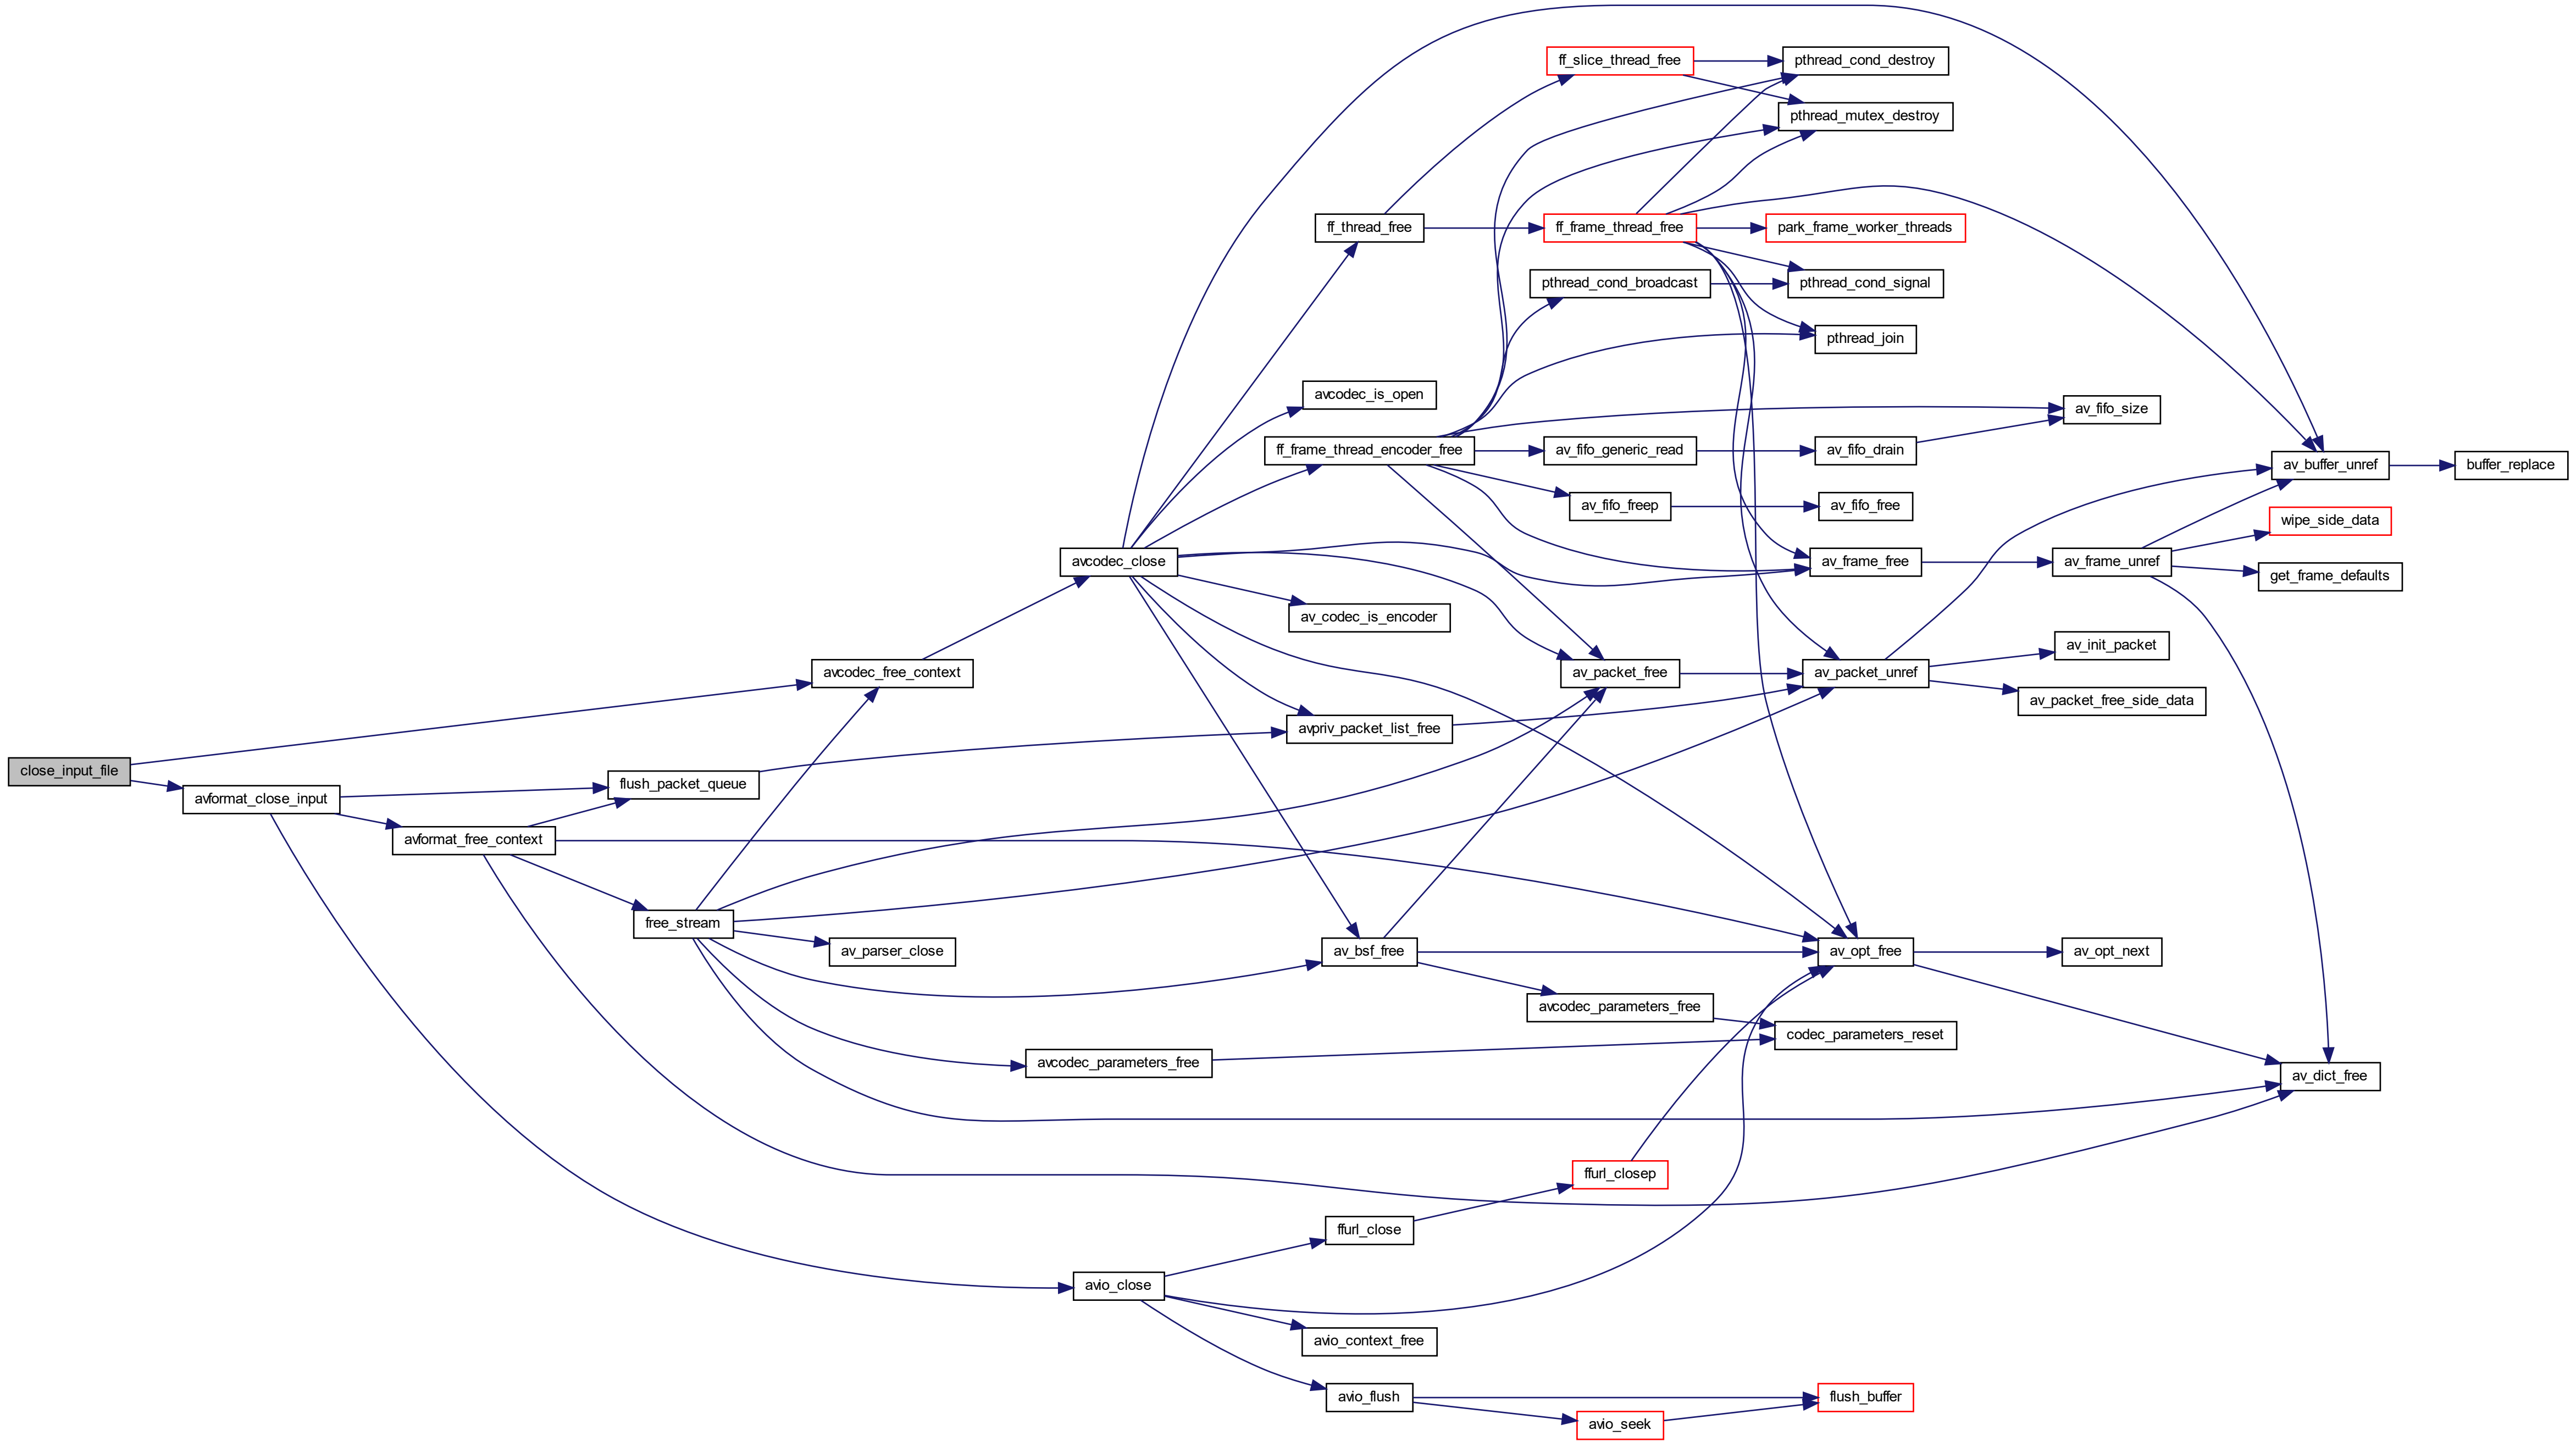 close_input_file
avformat_close_input
avformat_free_context
flush_packet_queue
free_stream
avcodec_free_context
av_parser_close
avcodec_parameters_free
avcodec_close
avio_close
ff_thread_free
avcodec_is_open
ff_frame_thread_encoder_free
av_codec_is_encoder
avpriv_packet_list_free
av_bsf_free
ffurl_close
avio_context_free
avio_flush
ff_slice_thread_free
ff_frame_thread_free
pthread_cond_broadcast
av_fifo_generic_read
av_fifo_freep
av_packet_free
avcodec_parameters_free
ffurl_closep
avio_seek
pthread_cond_destroy
pthread_mutex_destroy
park_frame_worker_threads
pthread_cond_signal
pthread_join
av_fifo_drain
av_fifo_free
av_frame_free
av_packet_unref
av_opt_free
codec_parameters_reset
flush_buffer
av_fifo_size
av_frame_unref
av_init_packet
av_packet_free_side_data
av_opt_next
av_buffer_unref
wipe_side_data
get_frame_defaults
av_dict_free
buffer_replace